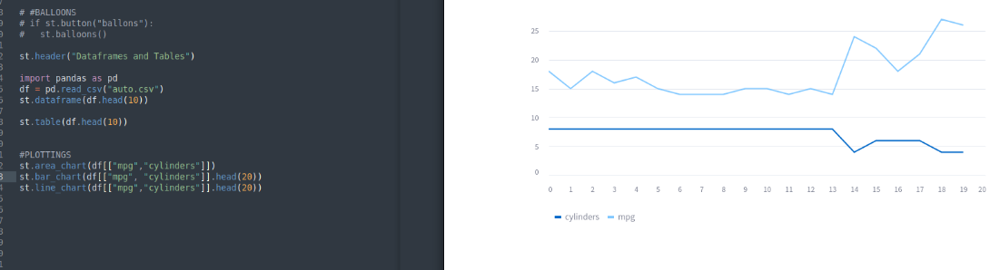 # #BALLOONS
# if st.button("ballons"):
#   st.balloons()
st.header("Dataframes and Tables")
import pandas as pd
df = pd.read_csv("auto.csv")
st.dataframe(df.head(10))
st.table(df.head(10))
#PLOTTINGS
st.area_chart(df[["mpg","cylinders"]])
st.bar_chart(df[["mpg", "cylinders"]].head(20))
st.line_chart(df[["mpg","cylinders"]].head(20))
25
20
15
10
5
0
0 1 2 3 4 5 6 7 8 9 10 11 12 13 14 15 16 17 18 19 20
cylinders mpg